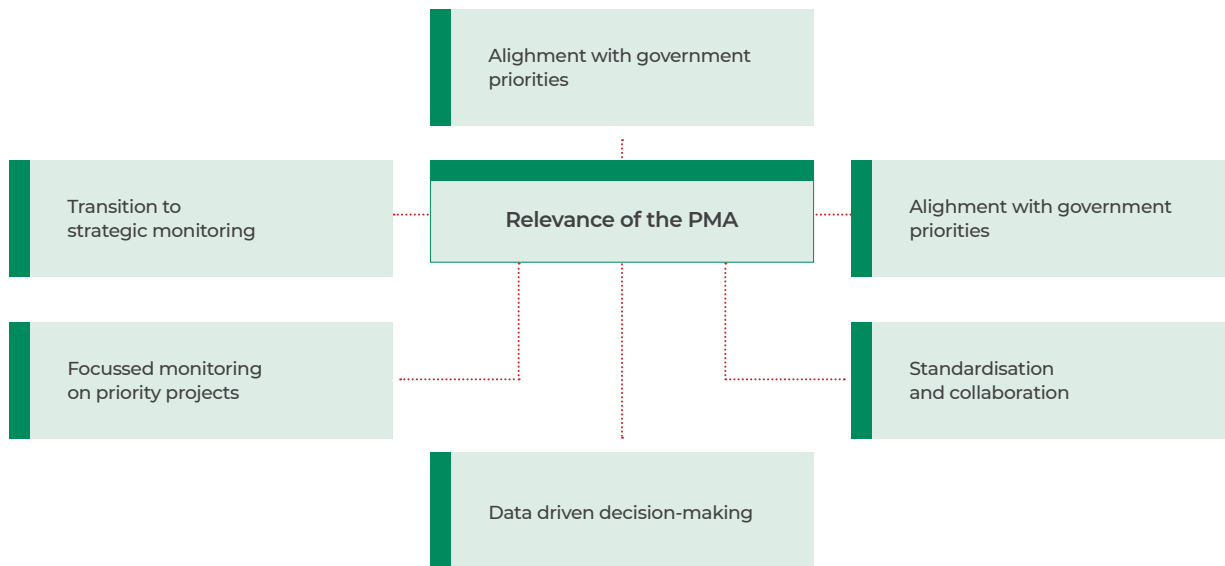 Alighment with government
priorities
Transition to
strategic monitoring
Relevance of the PMA
Alighment with government
priorities
Focussed monitoring
on priority projects
Standardisation
and collaboration
Data driven decision-making